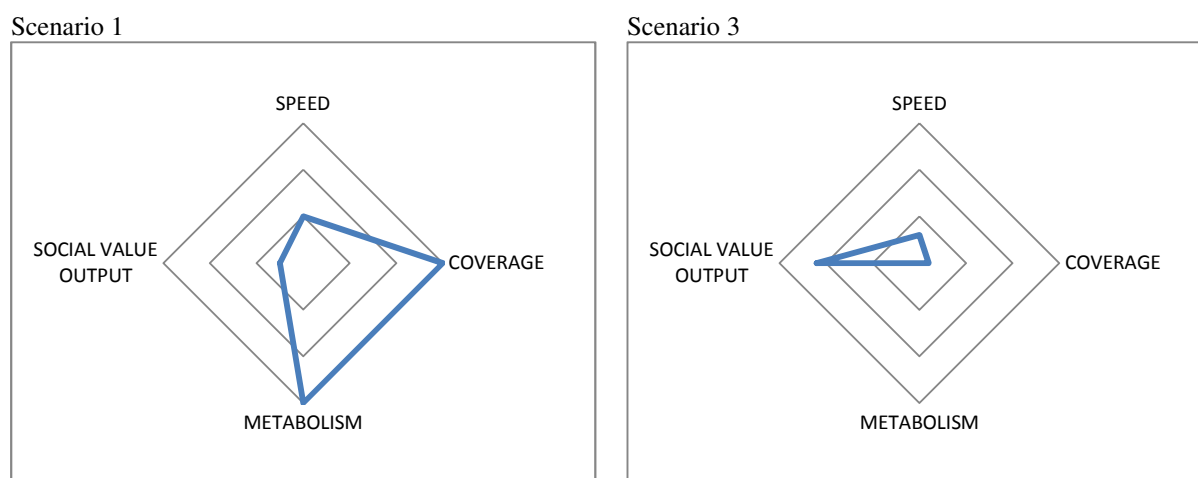 Scenario 1
SPEED
SOCIAL VALUE
OUTPUT
COVERAGE
METABOLISM
Scenario 3
SPEED
SOCIAL VALUE
OUTPUT
COVERAGE
METABOLISM